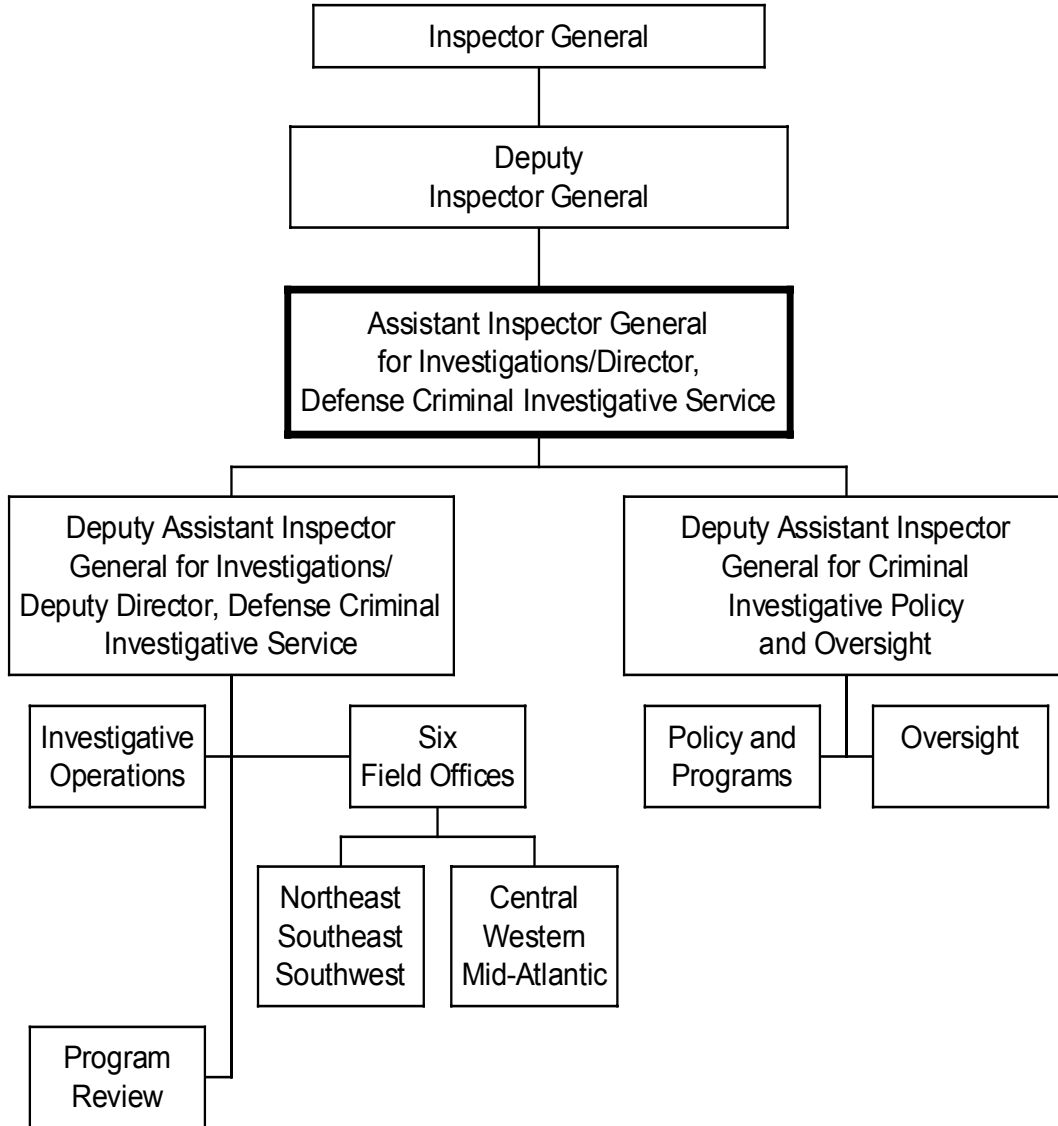 Inspector General
Deputy
Inspector General
Assistant Inspector General
for Investigations/Director,
Defense Criminal Investigative Service
Deputy Assistant Inspector
General for Investigations/
Deputy Director, Defense Criminal
Investigative Service
Deputy Assistant Inspector
General for Criminal
Investigative Policy
and Oversight
Investigative
Operations
Six
Field Offices
Policy and
Programs
Oversight
Northeast
Southeast
Southwest
Central
Western
Mid-Atlantic
Program
Review